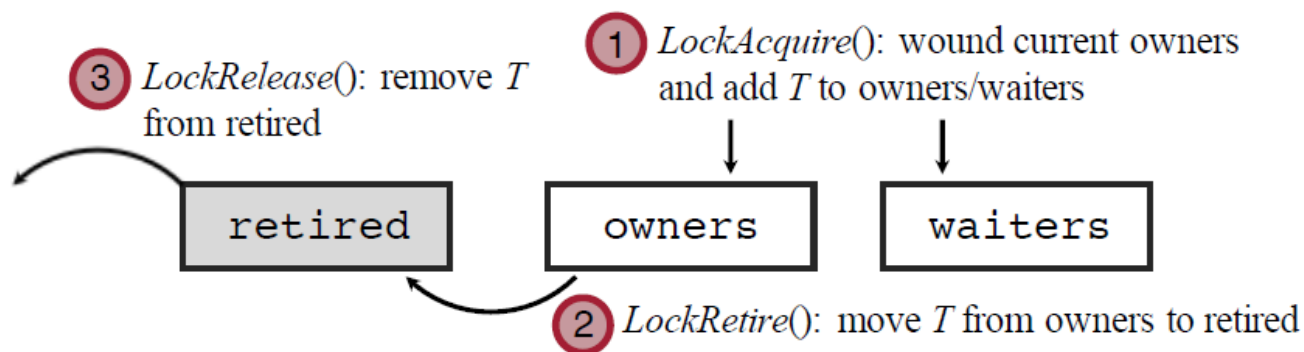 1 LockAcquire(): wound current owners
and add T to owners/waiters
3 LockRelease(): remove T
from retired
retired
owners
waiters
2 LockRetire(): move T from owners to retired